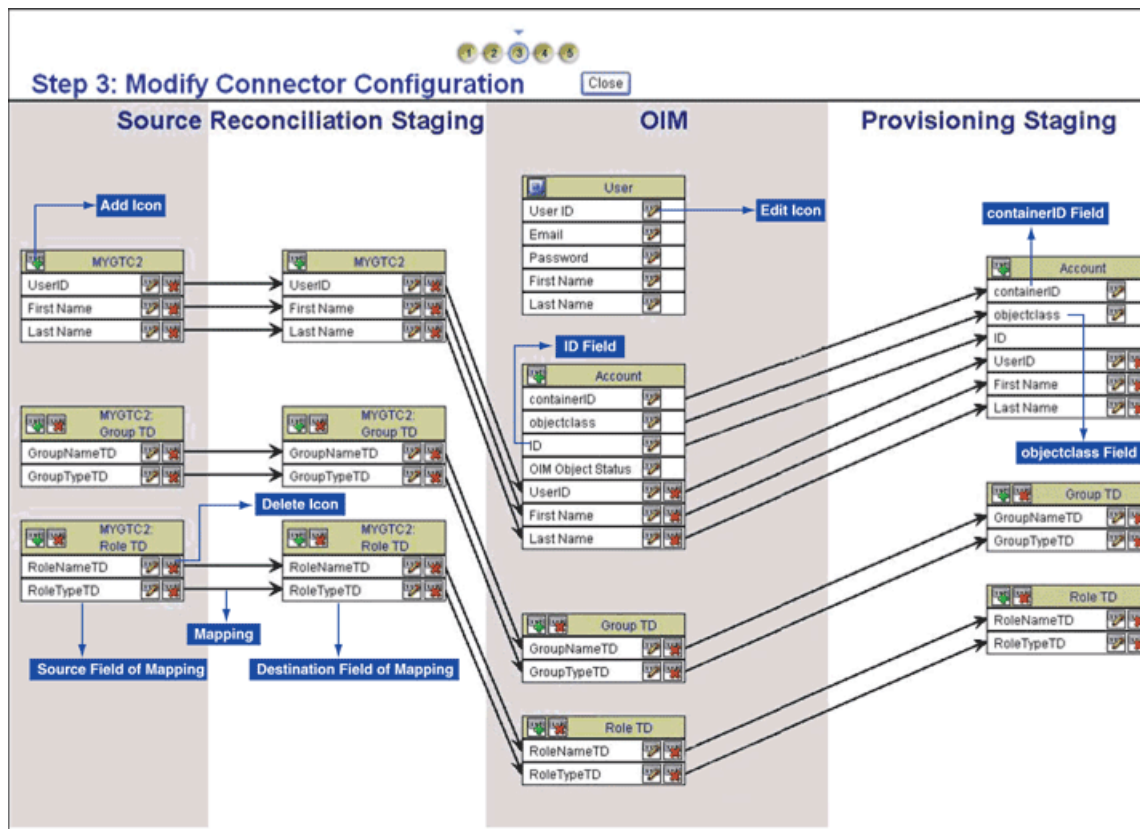 1 2 3 4 5
Step 3: Modify Connector Configuration
Close
Source Reconciliation Staging
OIM
Provisioning Staging
Add Icon
MYGTC2
UserID
First Name
Last Name
MYGTC2:
Group TD
GroupNameTD
GroupTypeTD
Delete Icon
MYGTC2:
Role TD
RoleNameTD
RoleTypeTD
Mapping
Source Field of Mapping
MYGTC2
UserID
First Name
Last Name
MYGTC2:
Group TD
GroupNameTD
GroupTypeTD
MYGTC2:
Role TD
RoleNameTD
RoleTypeTD
Destination Field of Mapping
User
User ID
Edit Icon
Email
Password
First Name
Last Name
ID Field
Account
containerID
objectclass
ID
OIM Object Status
UserID
First Name
Last Name
Group TD
GroupNameTD
GroupTypeTD
Role TD
RoleNameTD
RoleTypeTD
containerID Field
Account
containerID
objectclass
ID
UserID
First Name
Last Name
objectclass Field
Group TD
GroupNameTD
GroupTypeTD
Role TD
RoleNameTD
RoleTypeTD